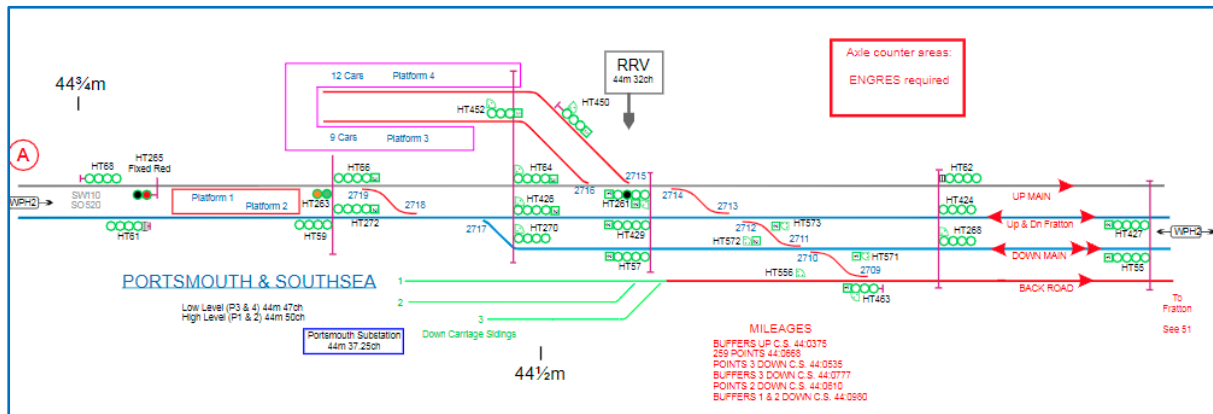 12 Cars Platform 4
9 Cars Platform 3
RRV
44m 32ch
Axle counter areas:
ENGRES required
44¾m
HT452
HT450
A
HT68
HT265
Fixed Red
HT66
HT64
2715
HT62
2716
2714
SW110
SO520
Platform 1
Platform 2
HT263
2719
HT426
HT261
UP MAIN
WPH2
2718
2713
HT424
HT61
HT59
HT272
2717
HT270
HT429
2712
HT573
Up & Dn Fratton
HT427
WPH2
HT572
2711
HT268
HT57
2710
HT571
DOWN MAIN
HT55
PORTSMOUTH & SOUTHSEA
1
HT556
2709
BACK ROAD
HT463
Low Level (P3 & 4) 44m 47ch
High Level (P1 & 2) 44m 50ch
2
3
Down Carriage Sidings
To
Fratton
See 51
Portsmouth Substation
44m 37.25ch
44½m
MILEAGES
BUFFERS UP C.S. 44:0375
259 POINTS 44:0668
POINTS 3 DOWN C.S. 44:0535
BUFFERS 3 DOWN C.S. 44:0777
POINTS 2 DOWN C.S. 44:0510
BUFFERS 1 & 2 DOWN C.S. 44:0960